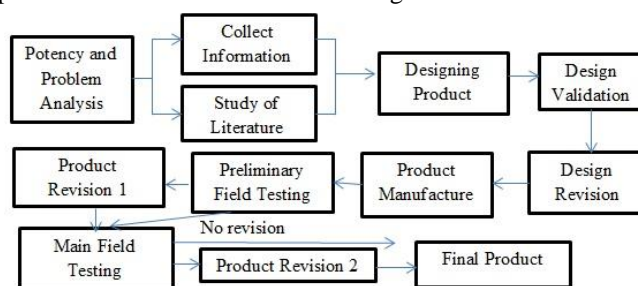 Potency and
Problem
Analysis
Collect
Information
Study of
Literature
Designing
Product
Design
Validation
Product
Revision 1
Preliminary
Field Testing
Product
Manufacture
Design
Revision
No revision
Main Field
Testing
Product Revision 2
Final Product